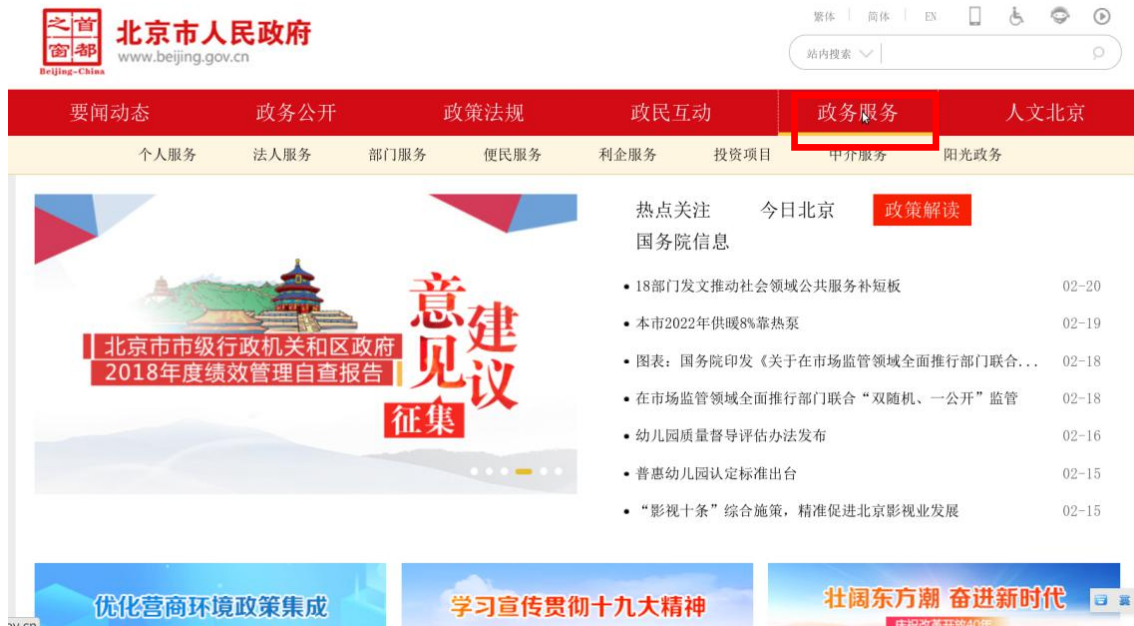 之首
窗都
Beijing-China
北京市人民政府
www.beijing.gov.cn
繁体 简体 EN
站内搜索
要闻动态 政务公开 政策法规 政民互动 政务服务 人文北京
个人服务 法人服务 部门服务 便民服务 利企服务 投资项目 中介服务 阳光政务
热点关注 今日北京 政策解读
国务院信息
意见建议
征集
北京市市级行政机关和区政府
2018年度绩效管理自查报告
•18部门发文推动社会领域公共服务补短板 02-20
•本市2022年供暖8%靠热泵 02-19
•图表：国务院印发《关于在市场监管领域全面推行部门联合... 02-18
•在市场监管领域全面推行部门联合“双随机、一公开”监管 02-18
•幼儿园质量督导评估办法发布 02-16
•普惠幼儿园认定标准出台 02-15
•“影视十条”综合施策，精准促进北京影视业发展 02-15
优化营商环境政策集成
学习宣传贯彻十九大精神
壮阔东方潮 奋进新时代
庆祝改革开放40年
英